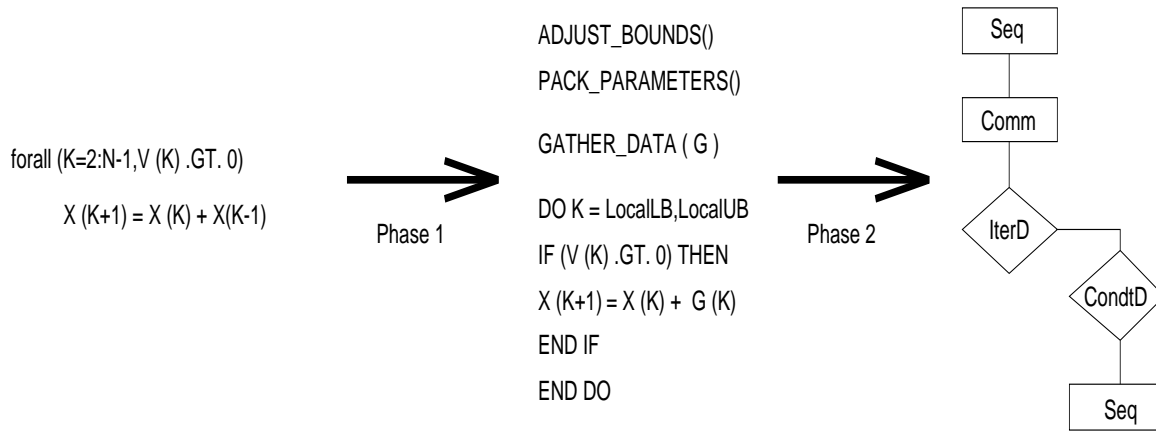 forall (K=2:N-1,V (K) .GT. 0)
X (K+1) = X (K) + X(K-1)
Phase 1
ADJUST_BOUNDS()
PACK_PARAMETERS()
GATHER_DATA ( G )
DO K = LocalLB,LocalUB
IF (V (K) .GT. 0) THEN
X (K+1) = X (K) + G (K)
END IF
END DO
Phase 2
Seq
Comm
IterD
CondtD
Seq